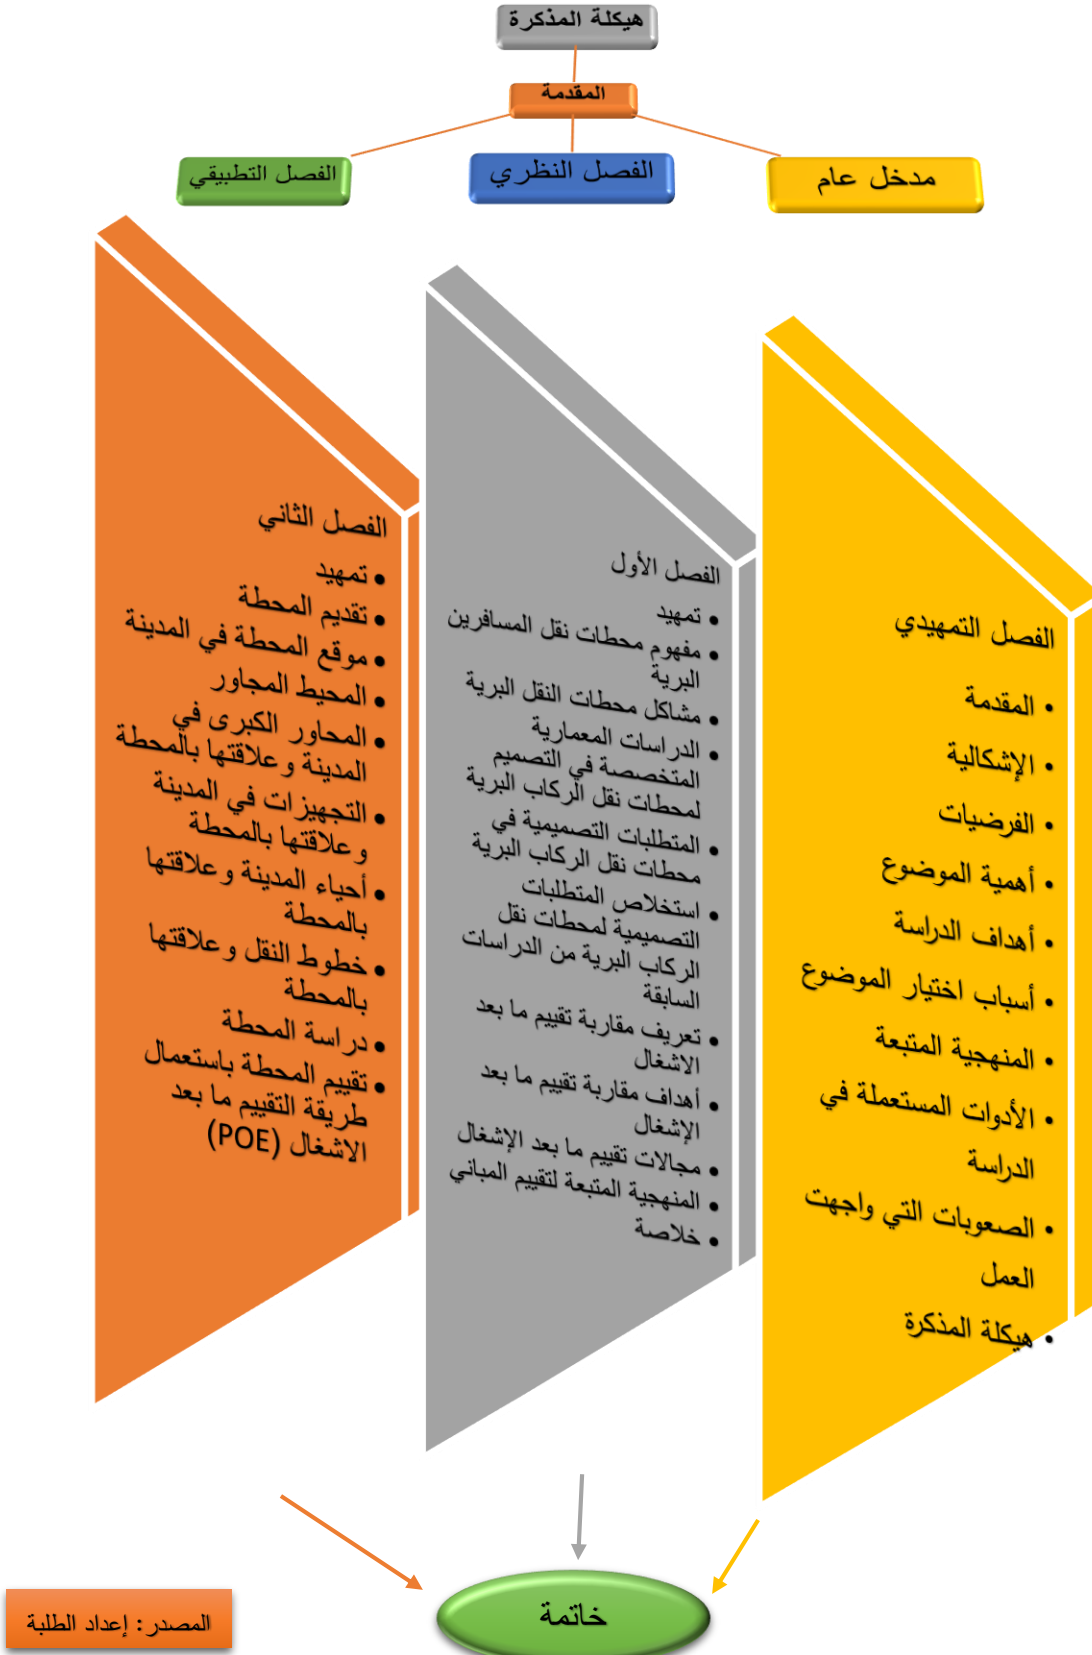 هيكلة المذكرة
المقدمة
مدخل عام
الفصل النظري
الفصل التطبيقي
الفصل التمهيدي
• المقدمة
• الإشكالية
• الفرضيات
• أهمية الموضوع
• أهداف الدراسة
• أسباب اختيار الموضوع
• المنهجية المتبعة
• الأدوات المستعملة في
الدراسة
• الصعوبات التي واجهت
العمل
• هيكلة المذكرة
الفصل الأول
• تمهيد
• مفهوم محطات نقل المسافرين
البرية
• مشاكل محطات النقل البرية
• الدراسات المعمارية
المتخصصة في التصميم
لمحطات نقل الركاب البرية
• المتطلبات التصميمية في
محطات نقل الركاب البرية
• استخلاص المتطلبات
التصميمية لمحطات نقل
الركاب البرية من الدراسات
السابقة
• تعريف مقاربة تقييم ما بعد
الاشغال
• أهداف مقاربة تقييم ما بعد
الإشغال
• مجالات تقييم ما بعد الإشغال
• المنهجية المتبعة لتقييم المباني
• خلاصة
الفصل الثاني
• تمهيد
• تقديم المحطة
• موقع المحطة في المدينة
• المحيط المجاور
• المحاور الكبرى في
المدينة وعلاقتها بالمحطة
• التجهيزات في المدينة
وعلاقتها بالمحطة
• أحياء المدينة وعلاقتها
بالمحطة
• خطوط النقل وعلاقتها
بالمحطة
• دراسة المحطة
• تقييم المحطة باستعمال
طريقة التقييم ما بعد
الاشغال (POE)
خاتمة
المصدر: إعداد الطلبة